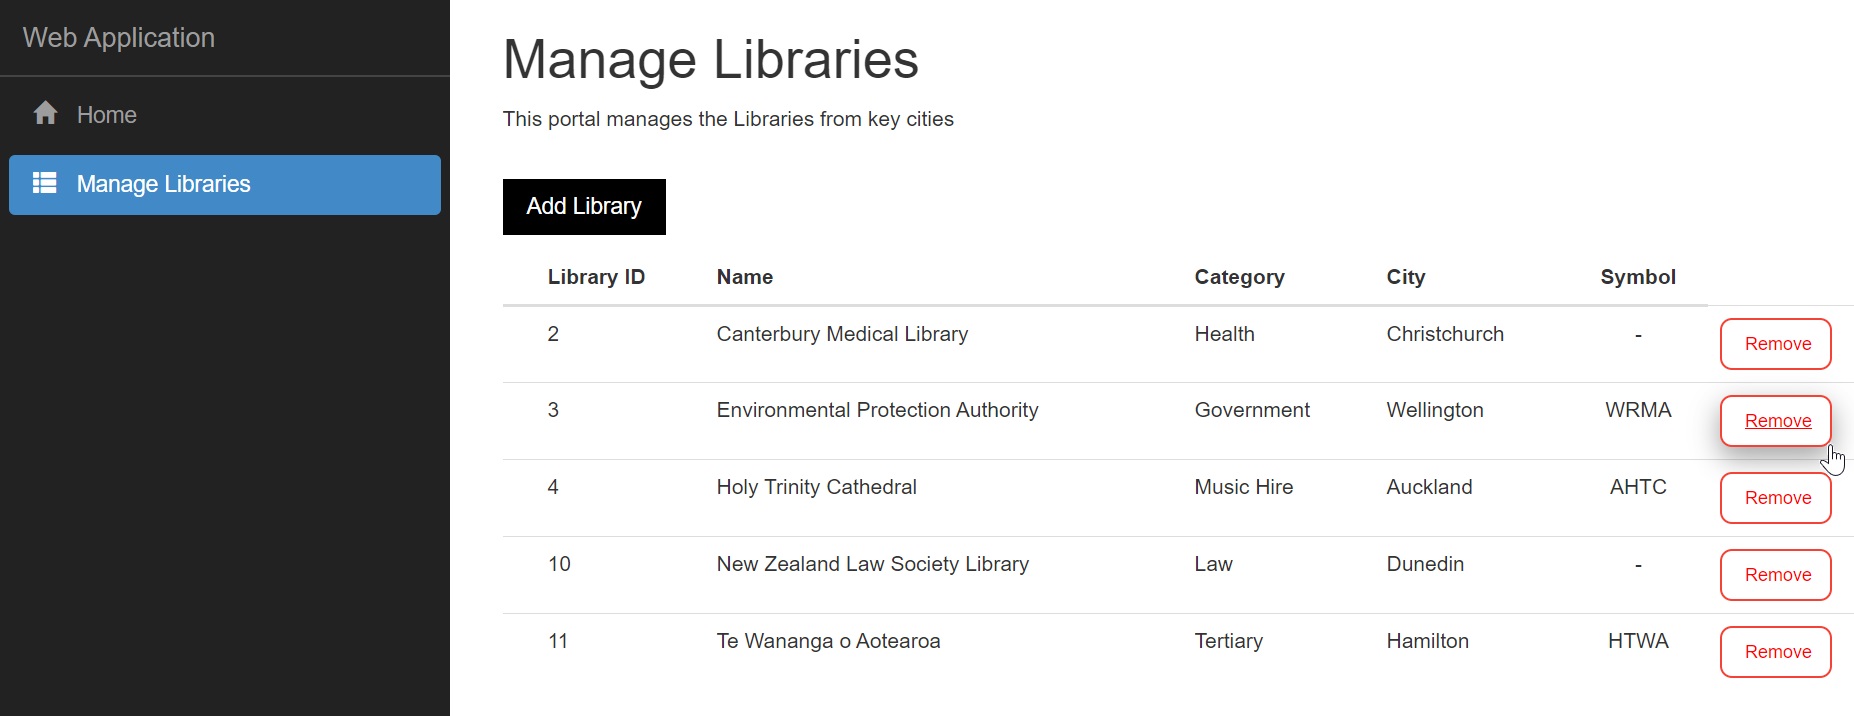 Web Application
Home
Manage Libraries
Manage Libraries
This portal manages the Libraries from key cities
Add Library
Library ID Name Category City Symbol
2 Canterbury Medical Library Health Christchurch - Remove
3 Environmental Protection Authority Government Wellington WRMA Remove
4 Holy Trinity Cathedral Music Hire Auckland AHTC Remove
10 New Zealand Law Society Library Law Dunedin - Remove
11 Te Wananga o Aotearoa Tertiary Hamilton HTWA Remove